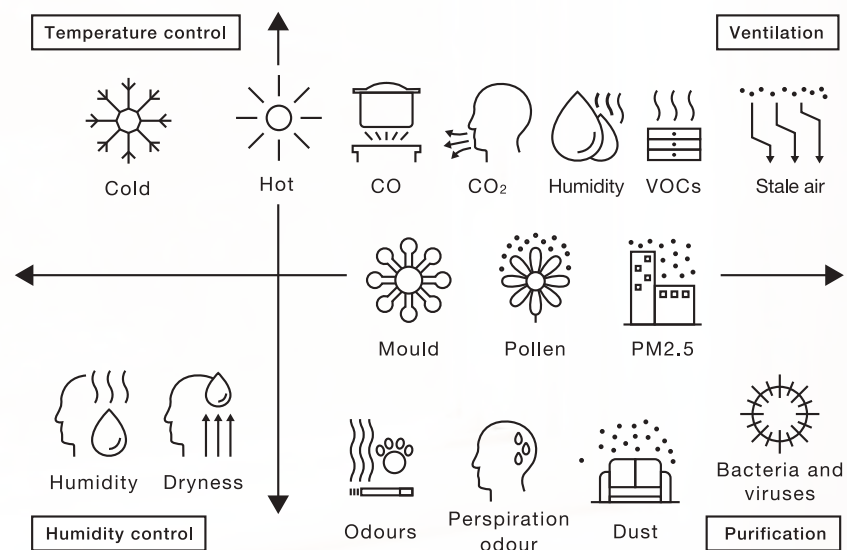 Temperature control
Ventilation
Cold
Hot
CO
CO₂
Humidity
VOCs
Stale air
Mould
Pollen
PM2.5
Humidity
Dryness
Bacteria and
viruses
Odours
Perspiration
odour
Dust
Humidity control
Purification